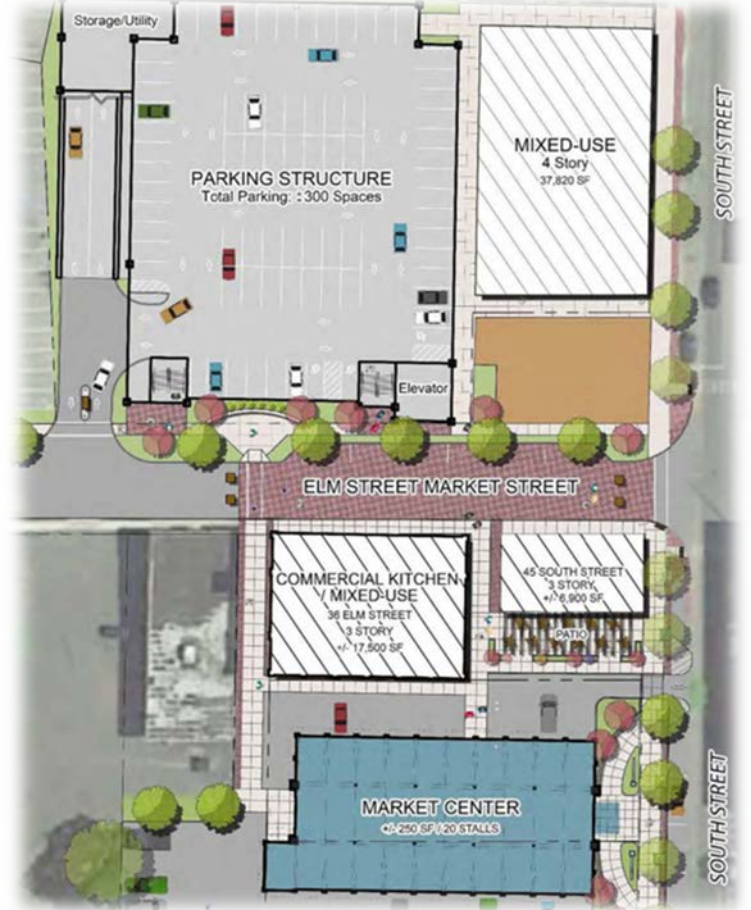 Storage/Utility
SOUTH STREET
MIXED-USE
4 Story
37,820 SF
PARKING STRUCTURE
Total Parking: ±300 Spaces
Elevator
ELM STREET MARKET STREET
COMMERCIAL KITCHEN
/ MIXED-USE
36 ELM STREET
3 STORY
+/- 17,500 SF
45 SOUTH STREET
3 STORY
+/- 6,900 SF
PATIO
MARKET CENTER
+/- 250 SF / 20 STALLS
SOUTH STREET